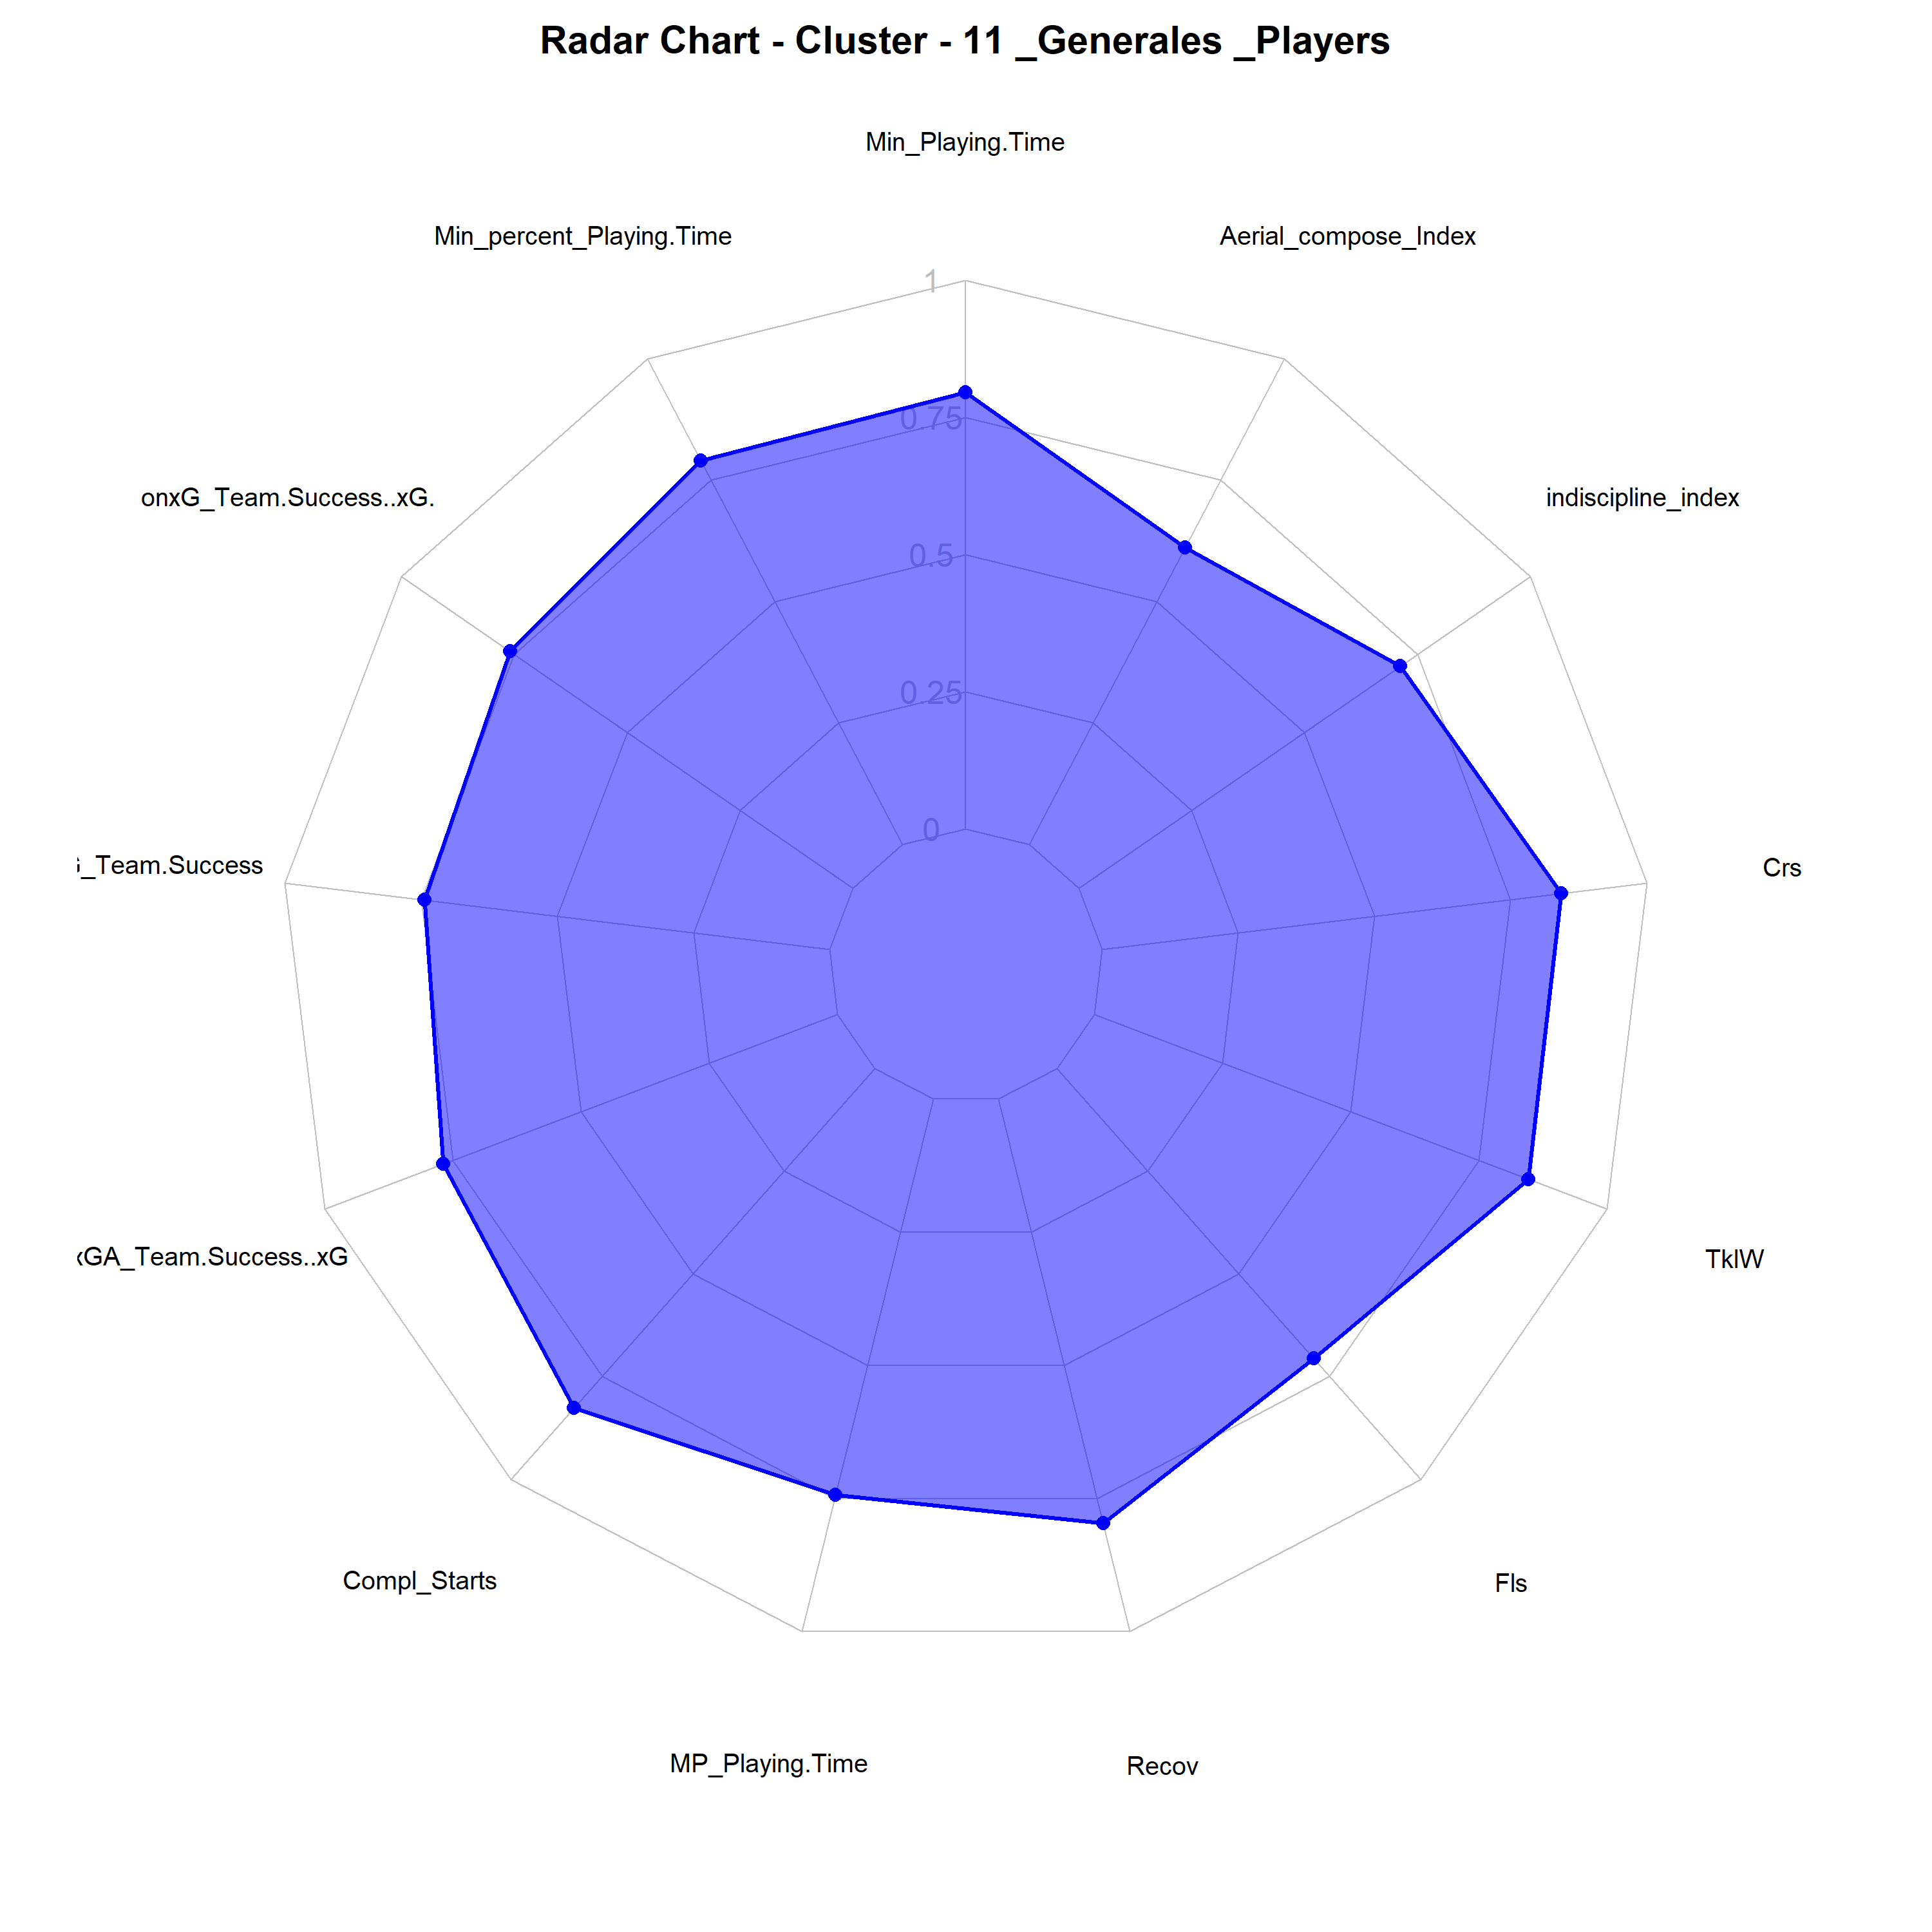 Radar Chart - Cluster - 11 _Generales _Players
Min_Playing.Time
Min_percent_Playing.Time
Aerial_compose_Index
1
onxG_Team.Success..xG.
indiscipline_index
0.75
0.5
0.25
0
_Team.Success
Crs
xGA_Team.Success..xG
TklW
Compl_Starts
Fls
MP_Playing.Time
Recov